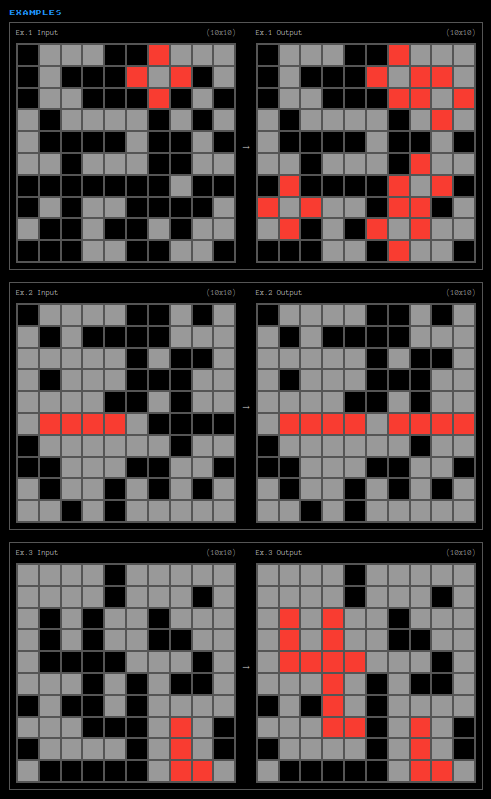 EXAMPLES
Ex.1 Input (10x10) Ex.1 Output (10x10)
→
Ex.2 Input (10x10) Ex.2 Output (10x10)
→
Ex.3 Input (10x10) Ex.3 Output (10x10)
→